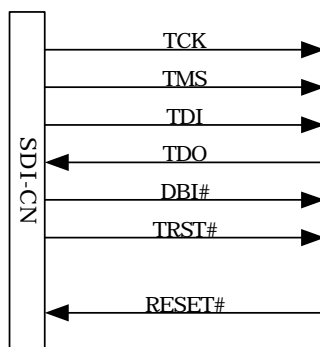 TCK
TMS
TDI
TDO
DBI#
TRST#
RESET#
SDI-CN